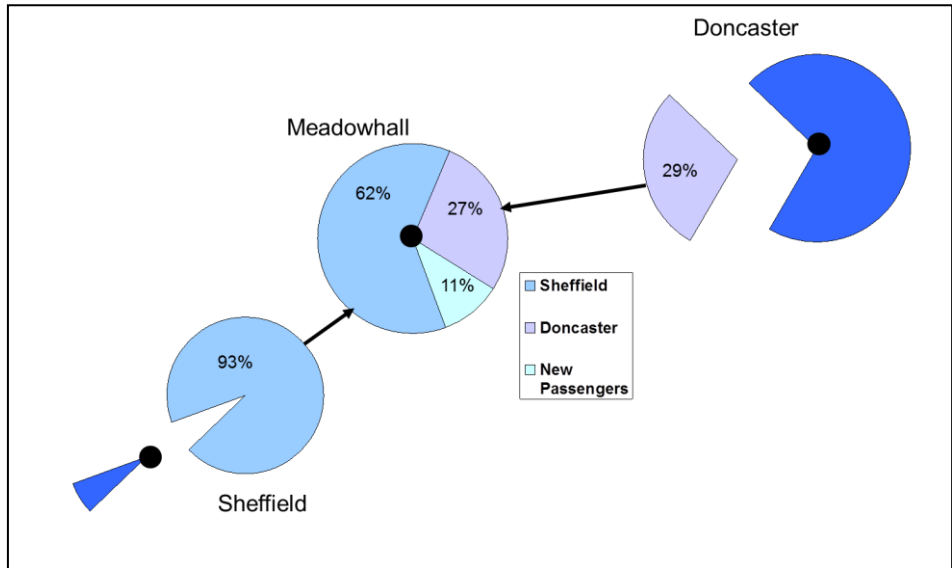 Doncaster
Meadowhall
62%
27%
29%
11%
Sheffield
Doncaster
New
Passengers
93%
Sheffield